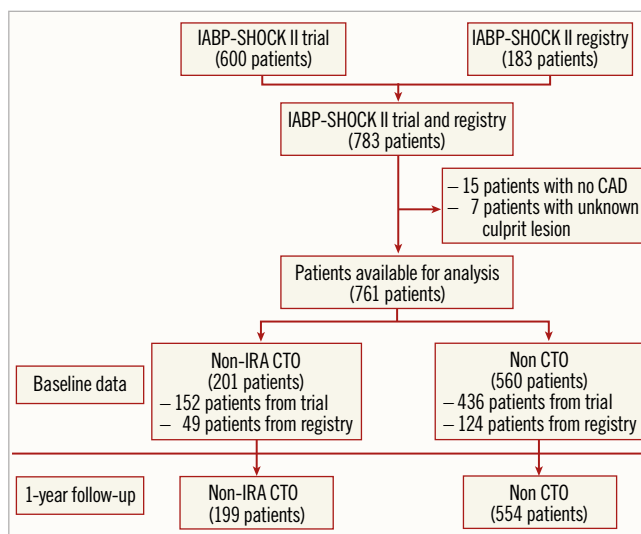 IABP-SHOCK II trial
(600 patients)
IABP-SHOCK II registry
(183 patients)
IABP-SHOCK II trial and registry
(783 patients)
– 15 patients with no CAD
– 7 patients with unknown
culprit lesion
Patients available for analysis
(761 patients)
Baseline data
Non-IRA CTO
(201 patients)
– 152 patients from trial
– 49 patients from registry
Non CTO
(560 patients)
– 436 patients from trial
– 124 patients from registry
1-year follow-up
Non-IRA CTO
(199 patients)
Non CTO
(554 patients)